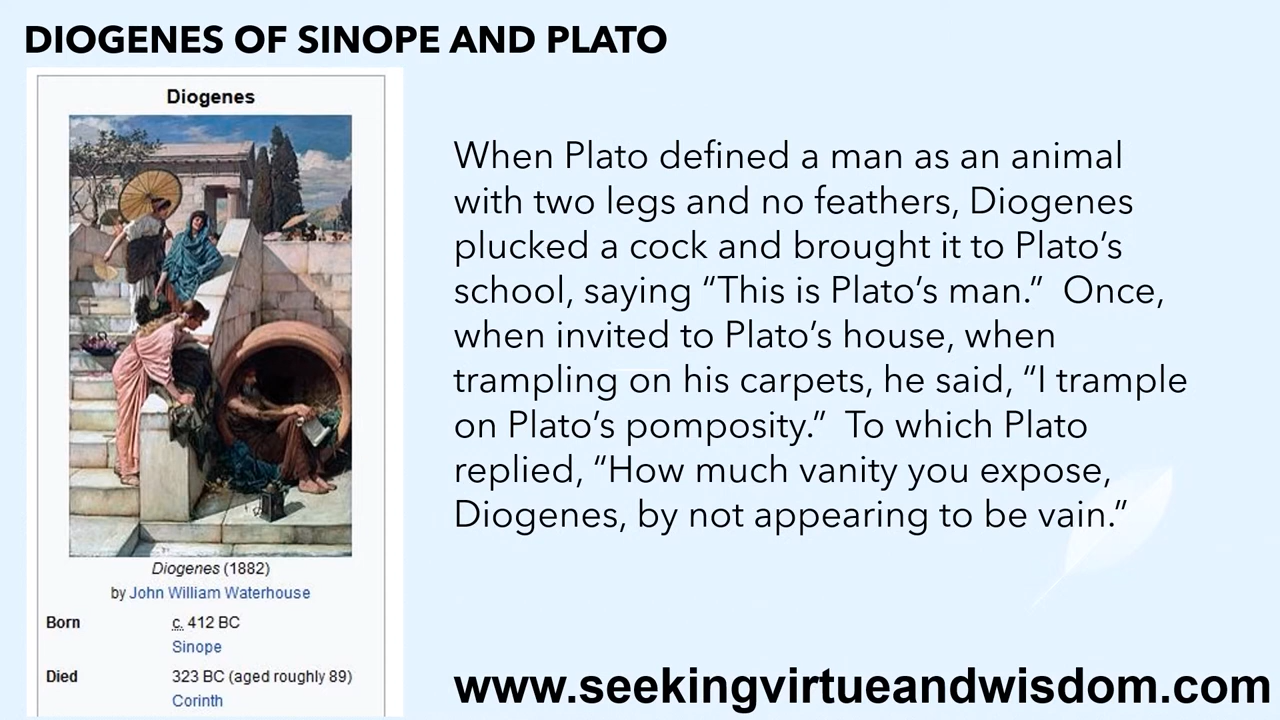 DIOGENES OF SINOPE AND PLATO
Diogenes
Diogenes (1882)
by John William Waterhouse
Born c. 412 BC
Sinope
Died 323 BC (aged roughly 89)
Corinth
When Plato defined a man as an animal
with two legs and no feathers, Diogenes
plucked a cock and brought it to Plato’s
school, saying “This is Plato’s man.”  Once,
when invited to Plato’s house, when
trampling on his carpets, he said, “I trample
on Plato’s pomposity.”  To which Plato
replied, “How much vanity you expose,
Diogenes, by not appearing to be vain.”
www.seekingvirtueandwisdom.com